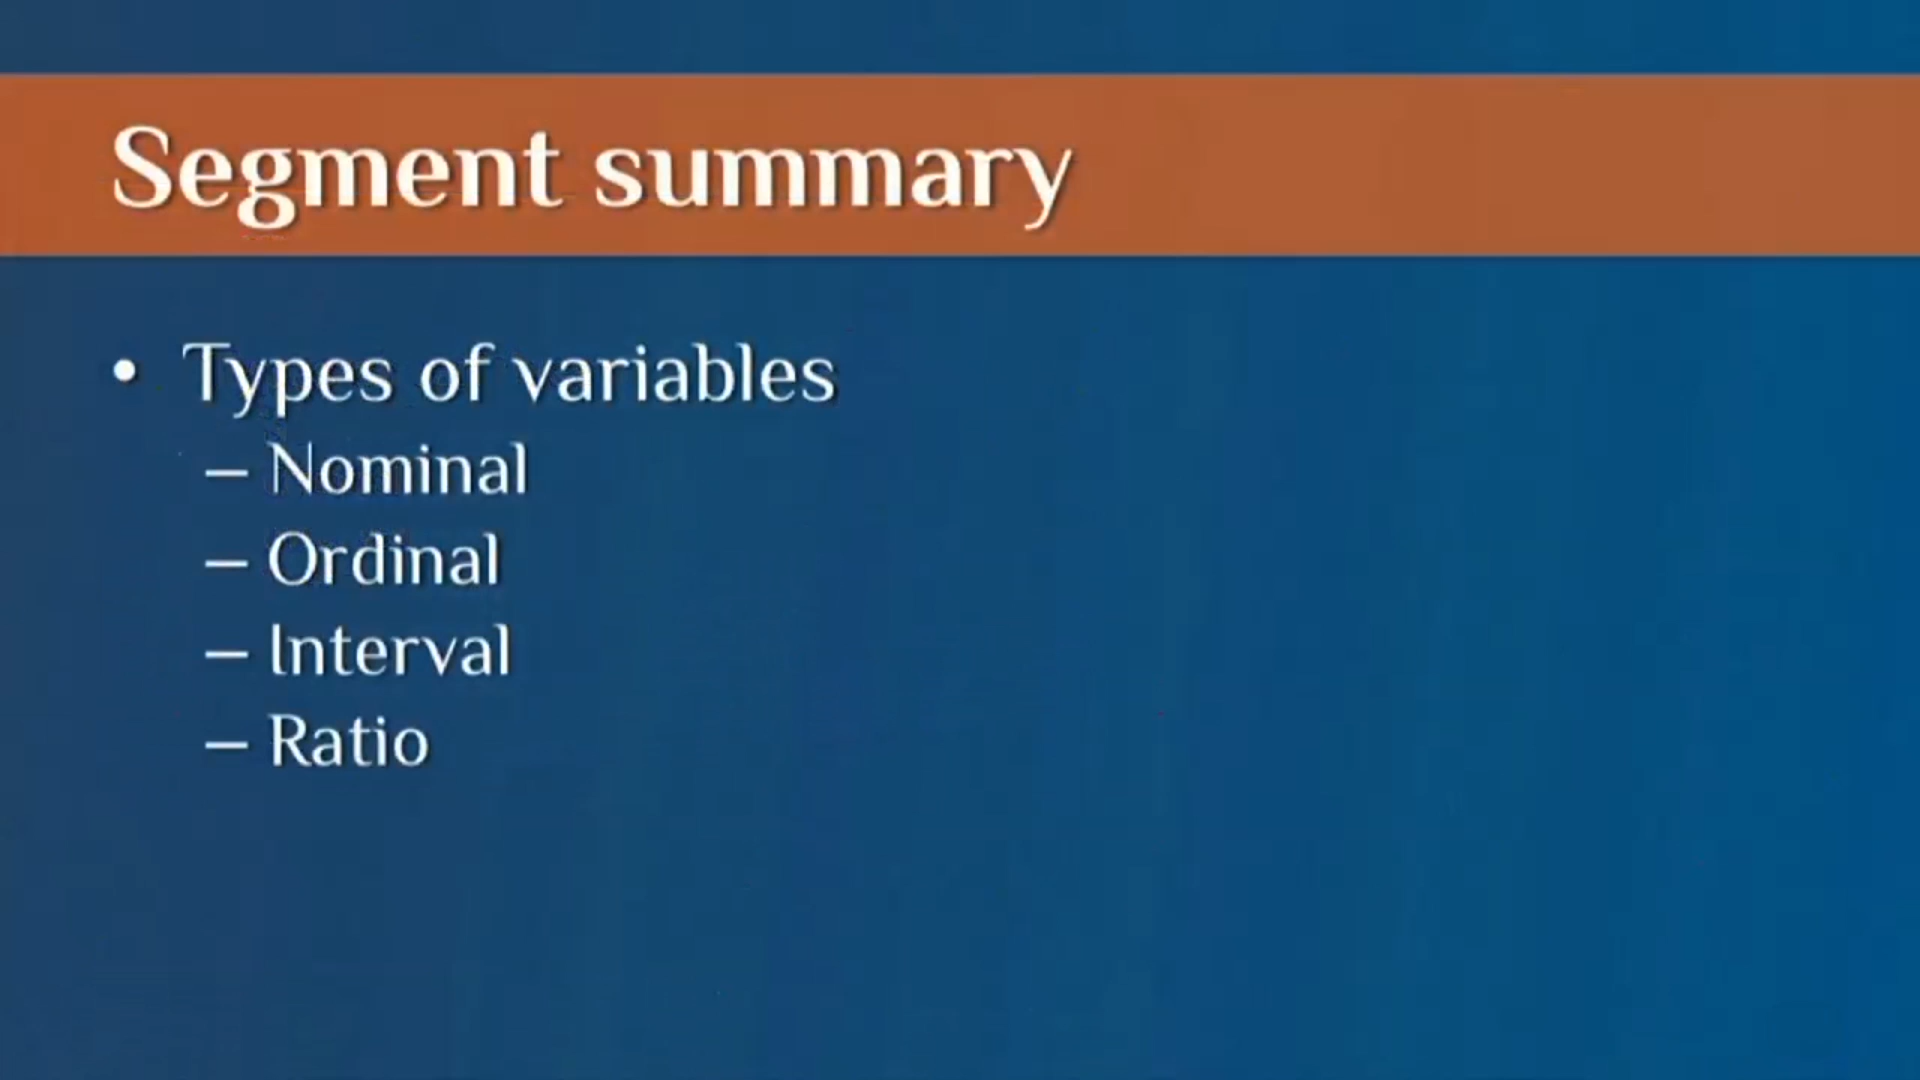 Segment summary
• Types of variables
– Nominal
– Ordinal
– Interval
– Ratio